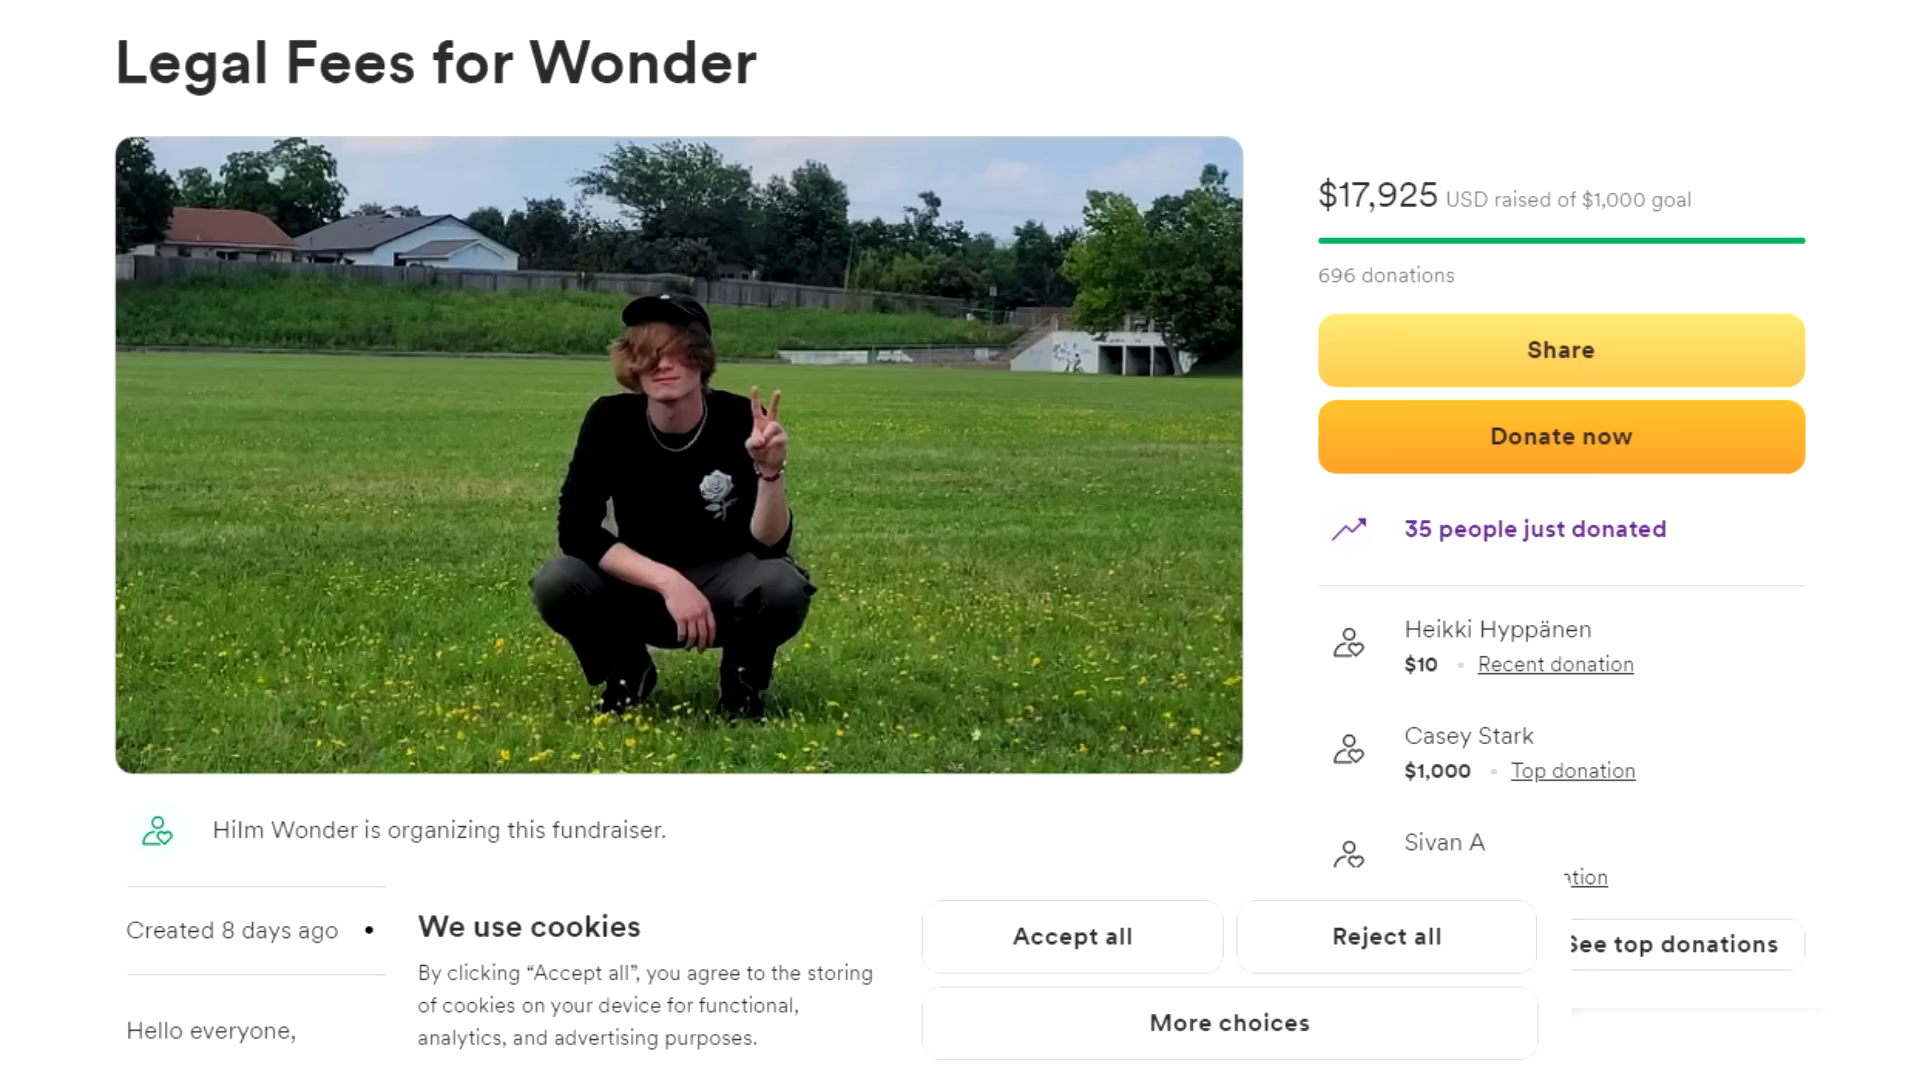 Legal Fees for Wonder
$17,925 USD raised of $1,000 goal
696 donations
Share
Donate now
35 people just donated
Heikki Hyppänen
$10 • Recent donation
Casey Stark
$1,000 • Top donation
Sivan A
See top donations
Hilm Wonder is organizing this fundraiser.
Created 8 days ago •
Hello everyone,
We use cookies
By clicking “Accept all”, you agree to the storing
of cookies on your device for functional,
analytics, and advertising purposes.
Accept all
Reject all
More choices